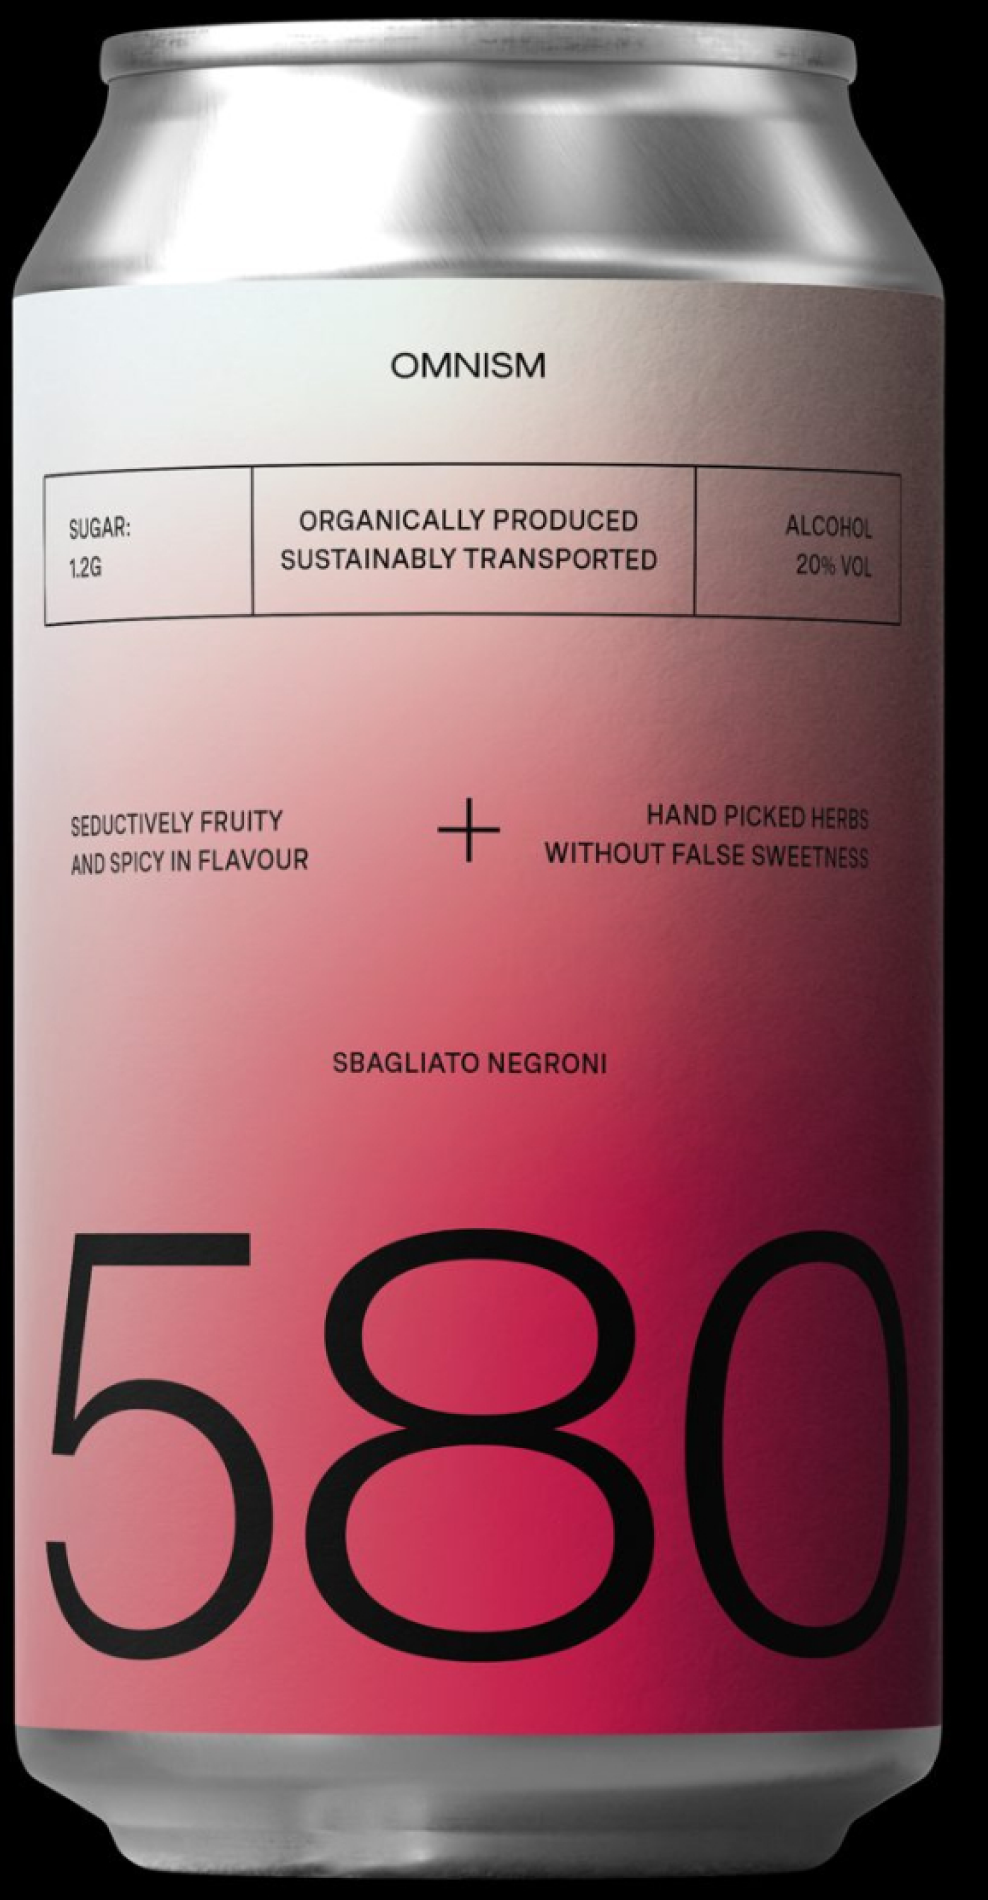 OMNISM
SUGAR:
1.2G
ORGANICALLY PRODUCED
SUSTAINABLY TRANSPORTED
ALCOHOL
20% VOL
SEDUCTIVELY FRUITY
AND SPICY IN FLAVOUR
+
HAND PICKED HERBS
WITHOUT FALSE SWEETNESS
SBAGLIATO NEGRONI
580